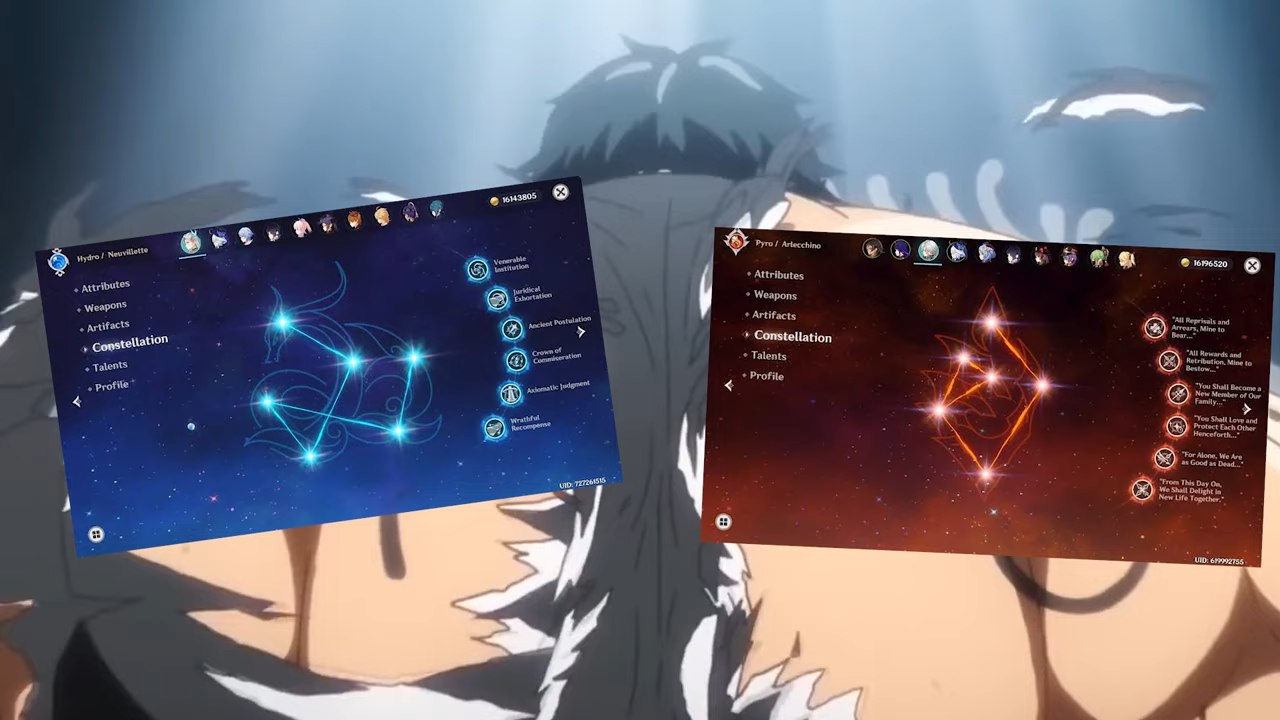 Hydro / Neuvillette
16143805
Attributes
Weapons
Artifacts
Constellation
Talents
Profile
Venerable
Institution
Juridical
Exhortation
Ancient Postulation
Crown of
Commiseration
Axiomatic Judgment
Wrathful
Recompense
UID: 727261515
Pyro / Arlecchino
16196520
Attributes
Weapons
Artifacts
Constellation
Talents
Profile
"All Reprisals and
Arrears, Mine to
Bear..."
"All Rewards and
Retribution, Mine to
Bestow..."
"You Shall Become a
New Member of Our
Family..."
"You Shall Love and
Protect Each Other
Henceforth..."
"For Alone, We Are
as Good as Dead..."
"From This Day On,
We Shall Delight in
New Life Together."
UID: 619992755